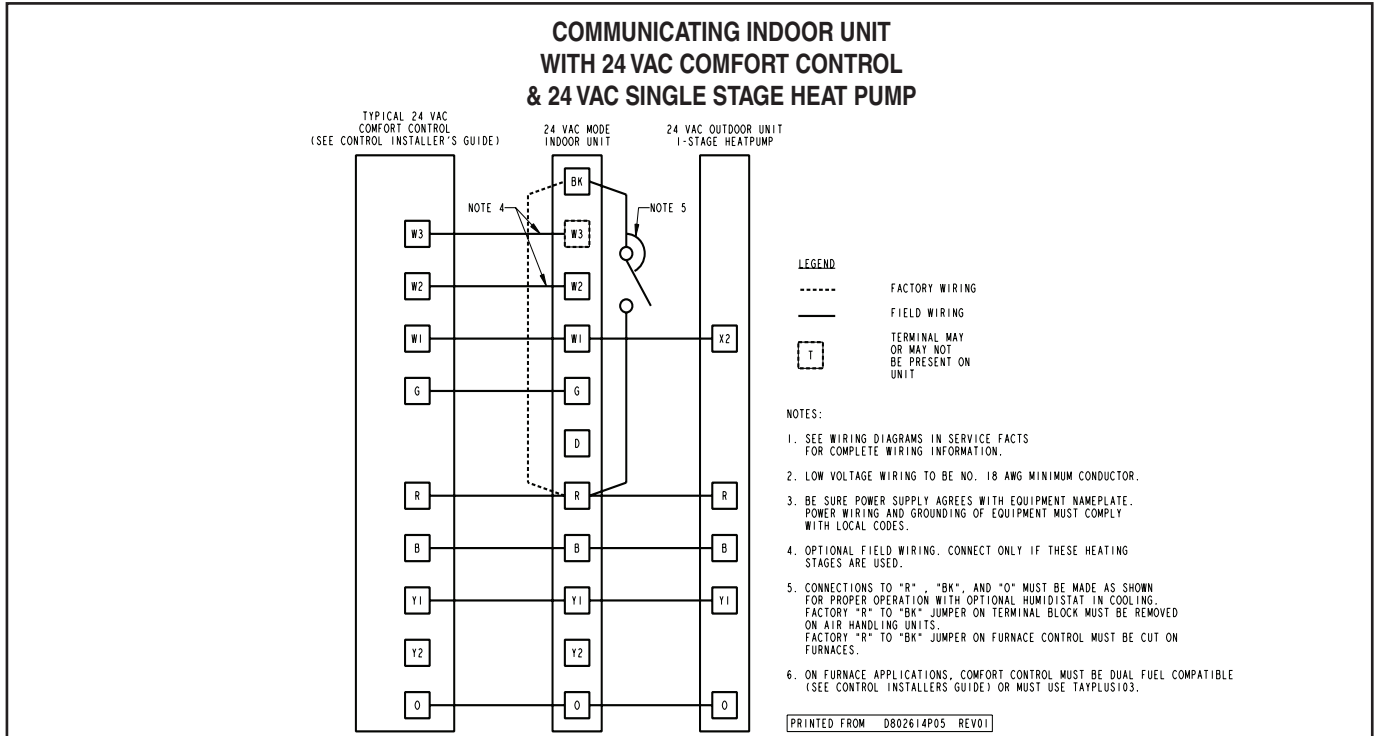 COMMUNICATING INDOOR UNIT
WITH 24 VAC COMFORT CONTROL
& 24 VAC SINGLE STAGE HEAT PUMP
TYPICAL 24 VAC
COMFORT CONTROL
(SEE CONTROL INSTALLER'S GUIDE)
24 VAC MODE
INDOOR UNIT
24 VAC OUTDOOR UNIT
1-STAGE HEATPUMP
BK
NOTE 4
NOTE 5
W3 W3
W2 W2
W1 W1 X2
G G
D
R R R
B B B
Y1 Y1 Y1
Y2 Y2
O O O
LEGEND
FACTORY WIRING
FIELD WIRING
T
TERMINAL MAY
OR MAY NOT
BE PRESENT ON
UNIT
NOTES:
1. SEE WIRING DIAGRAMS IN SERVICE FACTS
FOR COMPLETE WIRING INFORMATION.
2. LOW VOLTAGE WIRING TO BE NO. 18 AWG MINIMUM CONDUCTOR.
3. BE SURE POWER SUPPLY AGREES WITH EQUIPMENT NAMEPLATE.
POWER WIRING AND GROUNDING OF EQUIPMENT MUST COMPLY
WITH LOCAL CODES.
4. OPTIONAL FIELD WIRING. CONNECT ONLY IF THESE HEATING
STAGES ARE USED.
5. CONNECTIONS TO "R" , "BK", AND "O" MUST BE MADE AS SHOWN
FOR PROPER OPERATION WITH OPTIONAL HUMIDISTAT IN COOLING.
FACTORY "R" TO "BK" JUMPER ON TERMINAL BLOCK MUST BE REMOVED
ON AIR HANDLING UNITS.
FACTORY "R" TO "BK" JUMPER ON FURNACE CONTROL MUST BE CUT ON
FURNACES.
6. ON FURNACE APPLICATIONS, COMFORT CONTROL MUST BE DUAL FUEL COMPATIBLE
(SEE CONTROL INSTALLERS GUIDE) OR MUST USE TAYPLUS103.
PRINTED FROM D802614P05 REV01